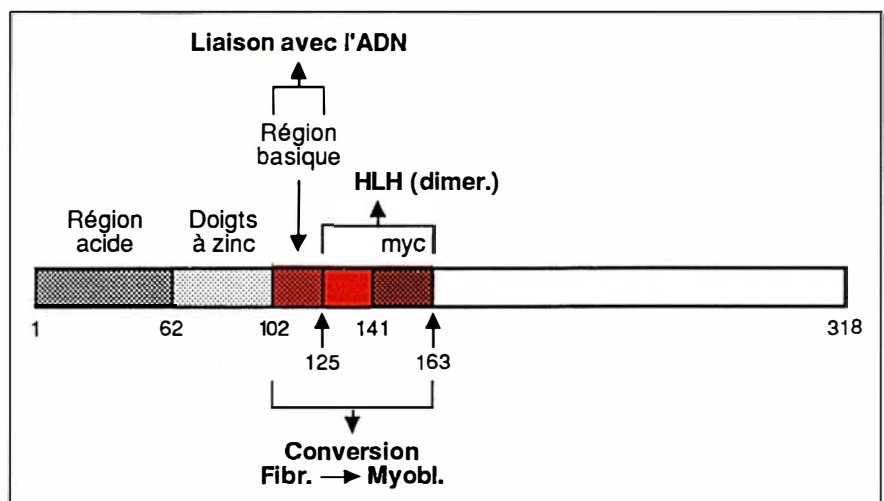 Liaison avec l'ADN
Région
basique
HLH (dimer.)
Région
acide
Doigts
à zinc
myc
1 62 102 141 318
125 163
Conversion
Fibr. → Myobl.